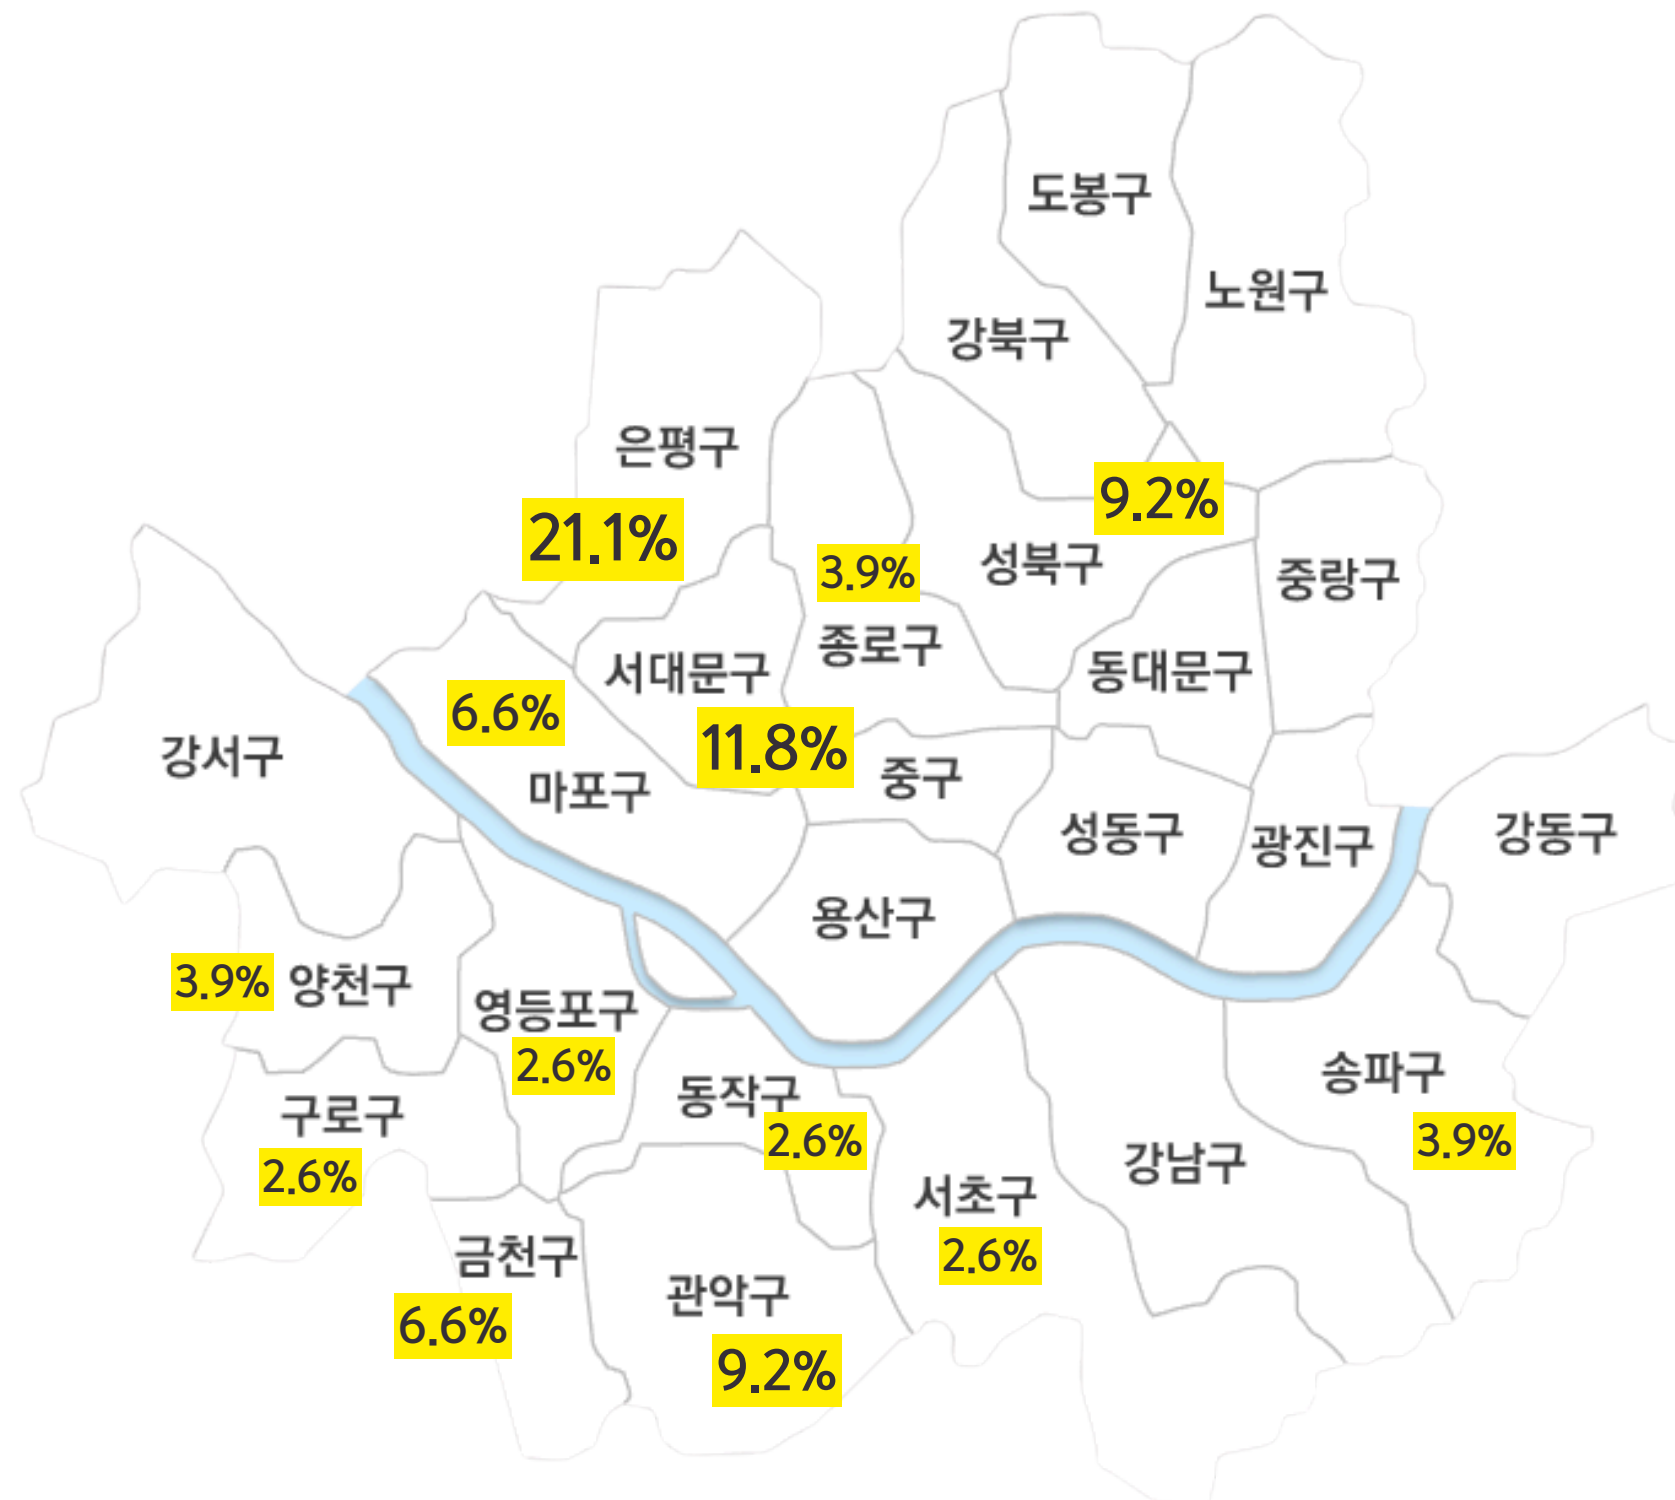 도봉구
노원구
강북구
은평구
21.1%
9.2%
성북구
3.9%
종로구
중랑구
동대문구
서대문구
11.8%
6.6%
마포구
강서구
중구
성동구
광진구
강동구
용산구
3.9%
양천구
영등포구
2.6%
동작구
2.6%
송파구
3.9%
구로구
2.6%
강남구
서초구
2.6%
금천구
6.6%
관악구
9.2%